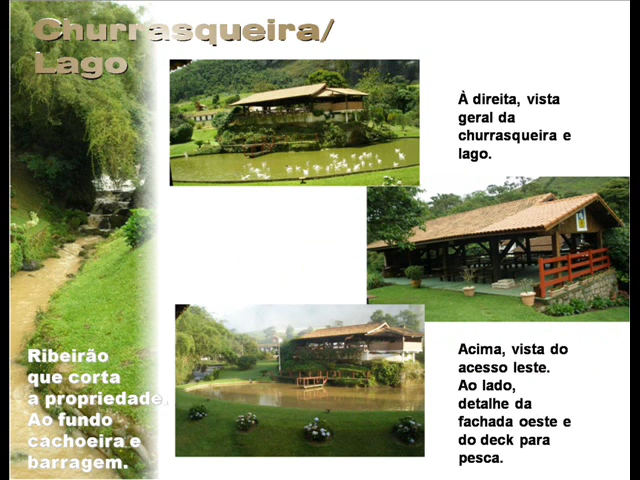 Churrasqueira/
Lago
À direita, vista
geral da
churrasqueira e
lago.
Ribeirão
que corta
a propriedade.
Ao fundo
cachoeira e
barragem.
Acima, vista do
acesso leste.
Ao lado,
detalhe da
fachada oeste e
do deck para
pesca.